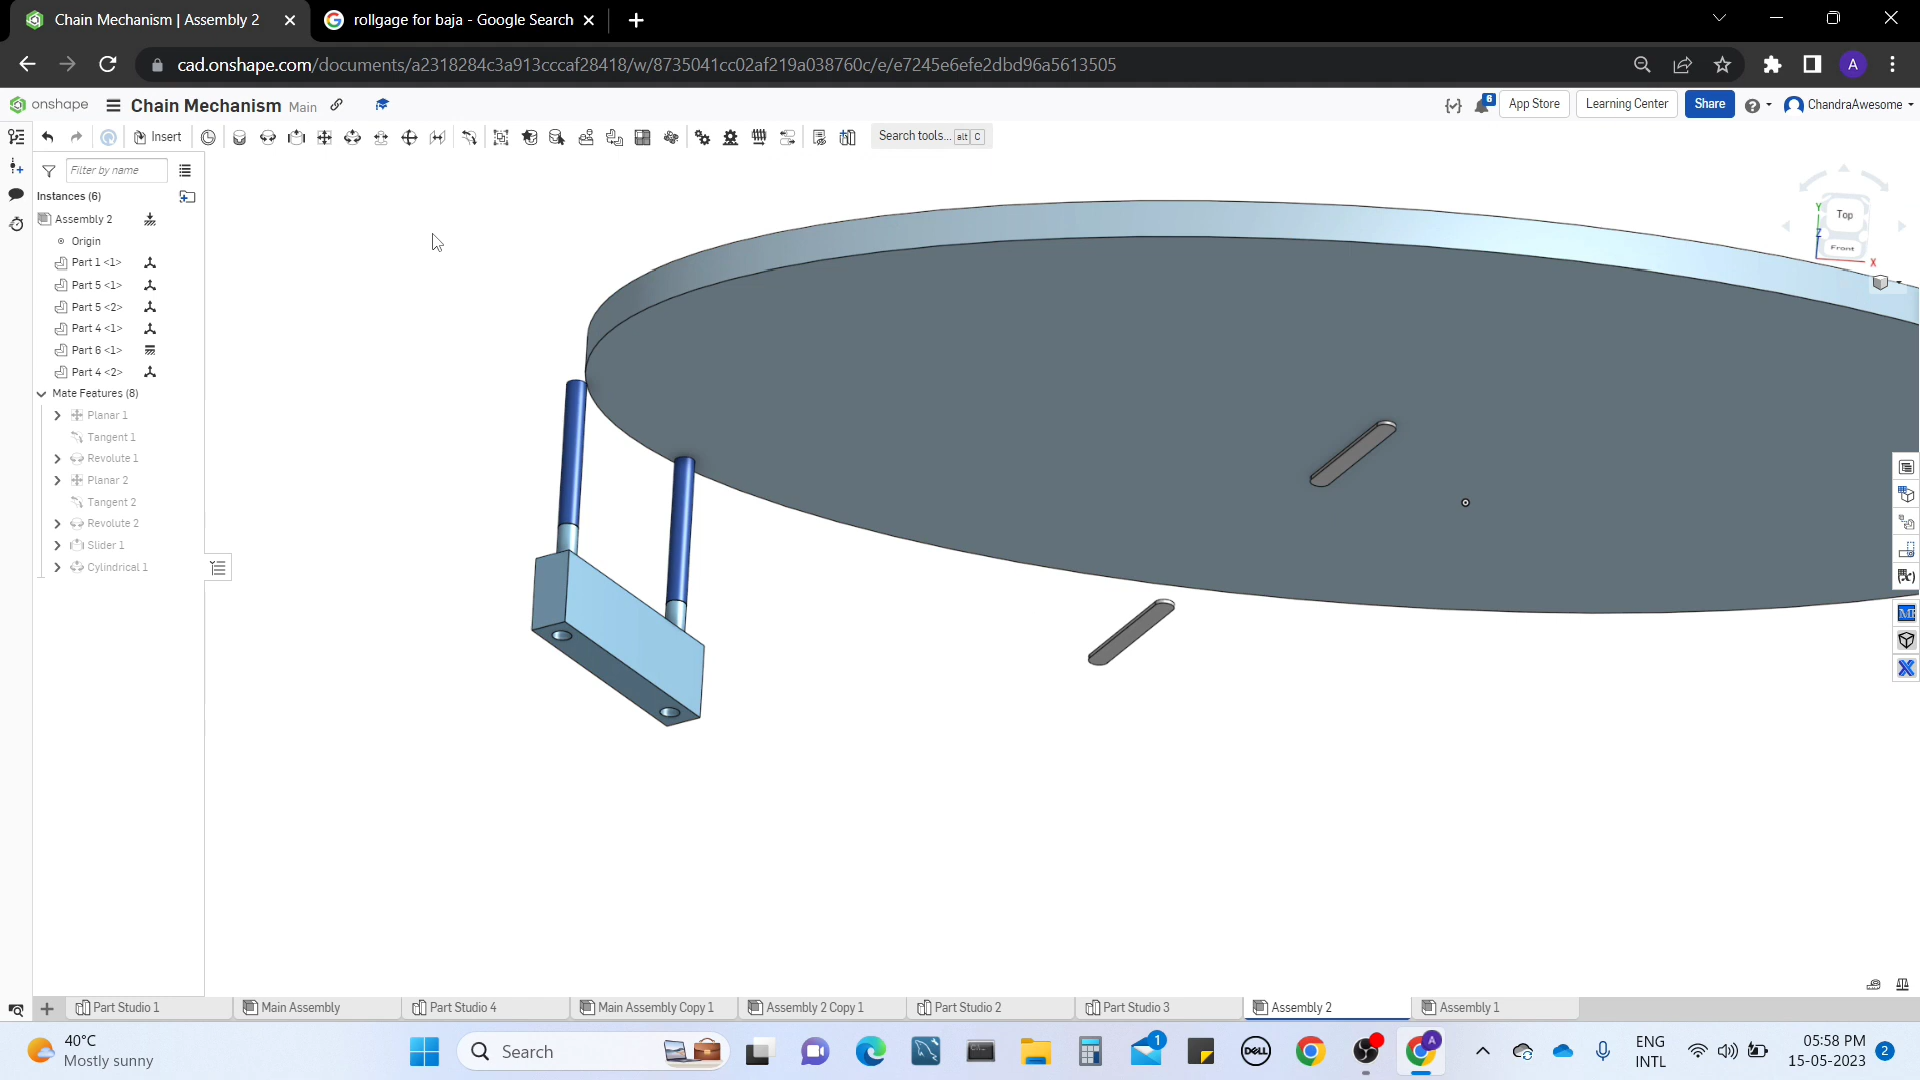 Chain Mechanism | Assembly 2
rollgage for baja - Google Search
cad.onshape.com/documents/a2318284c3a913cccaf28418/w/8735041cc02af219a038760c/e/e7245e6efe2dbd96a5613505
A
onshape
Chain Mechanism Main
6
App Store
Learning Center
Share
ChandraAwesome
Insert
Search tools... alt C
Filter by name
Instances (6)
Assembly 2
Origin
Part 1 <1>
Part 5 <1>
Part 5 <2>
Part 4 <1>
Part 6 <1>
Part 4 <2>
Mate Features (8)
Planar 1
Tangent 1
Revolute 1
Planar 2
Tangent 2
Revolute 2
Slider 1
Cylindrical 1
Y
Top
Z
Front
X
Part Studio 1
Main Assembly
Part Studio 4
Main Assembly Copy 1
Assembly 2 Copy 1
Part Studio 2
Part Studio 3
Assembly 2
Assembly 1
40°C
Mostly sunny
Search
DELL
1
A
ENG
INTL
05:58 PM
15-05-2023
2